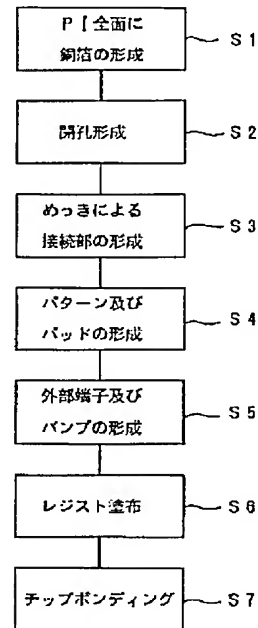 PI全面に
銅箔の形成
S1
開孔形成
S2
めっきによる
接続部の形成
S3
パターン及び
パッドの形成
S4
外部端子及び
バンプの形成
S5
レジスト塗布
S6
チップボンディング
S7